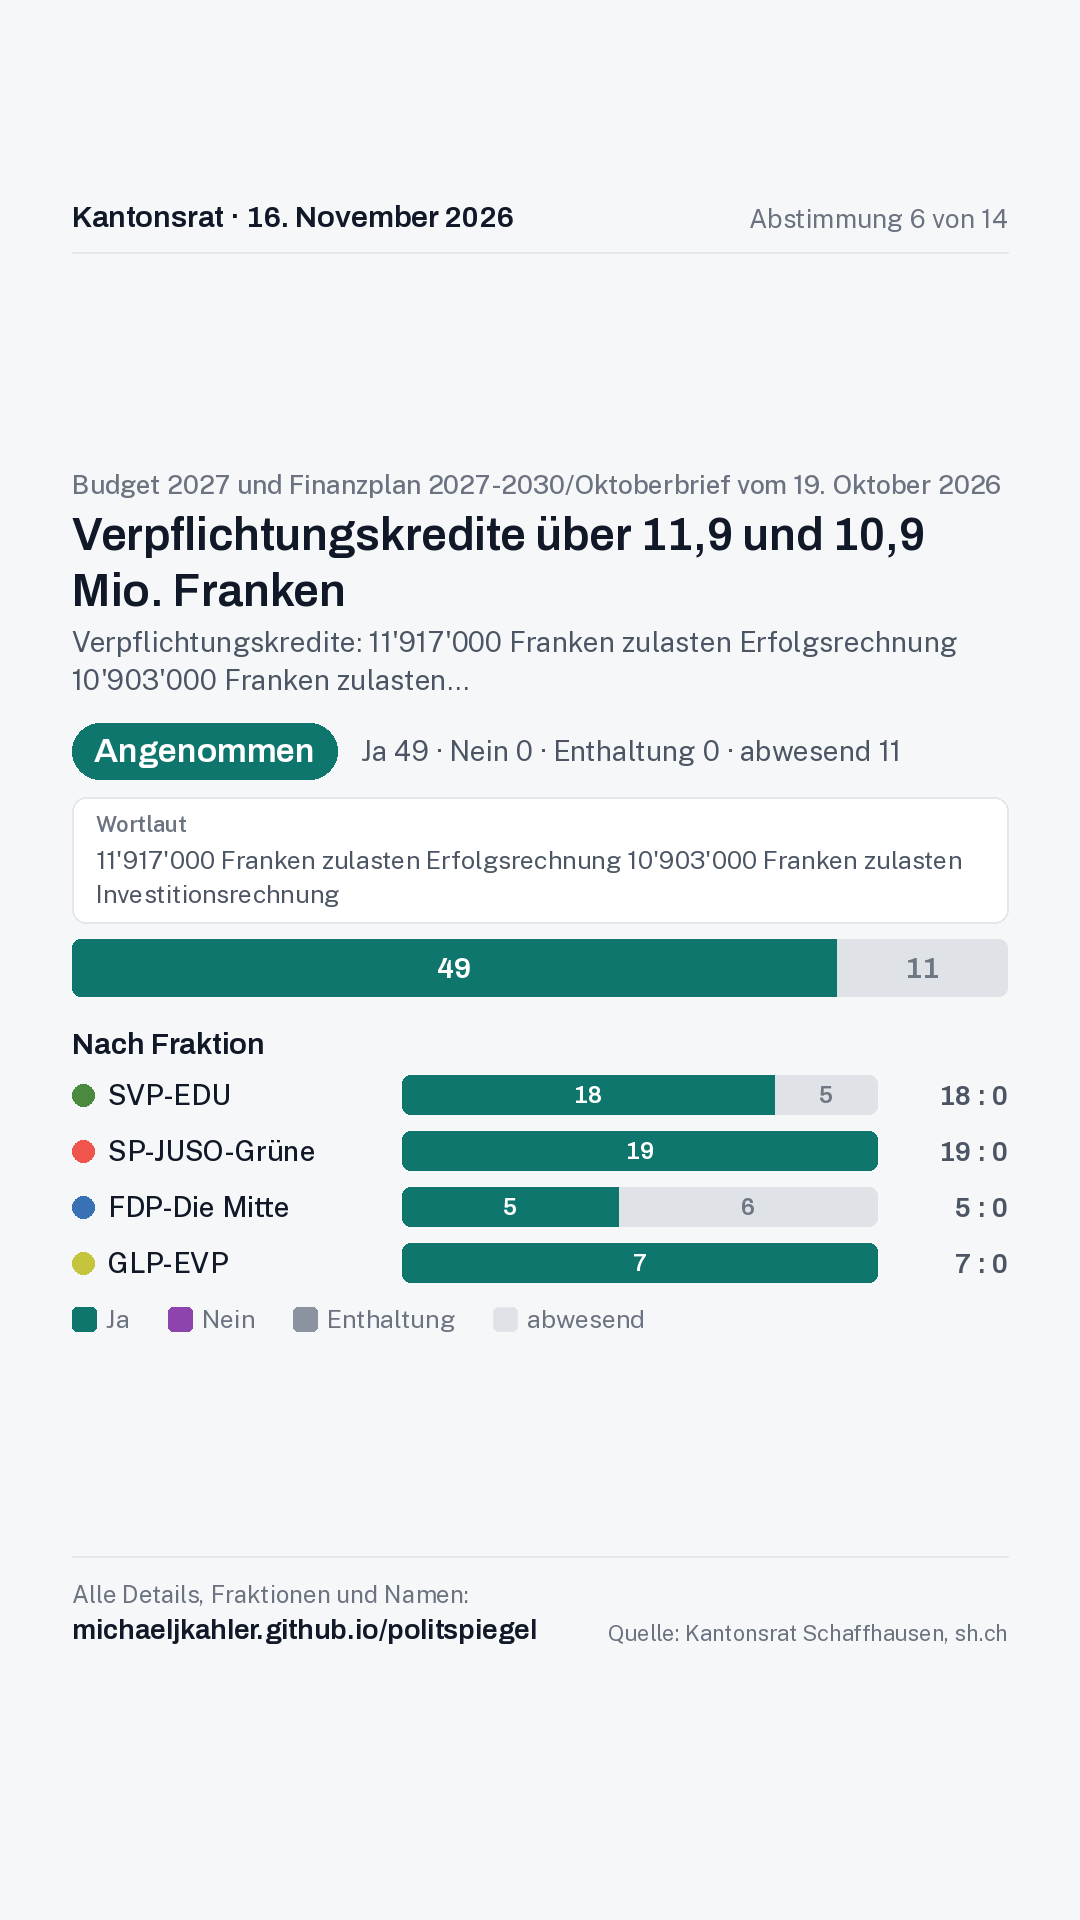 Kantonsrat · 16. November 2026
Abstimmung 6 von 14
Budget 2027 und Finanzplan 2027-2030/Oktoberbrief vom 19. Oktober 2026
Verpflichtungskredite über 11,9 und 10,9
Mio. Franken
Verpflichtungskredite: 11'917'000 Franken zulasten Erfolgsrechnung
10'903'000 Franken zulasten…
Angenommen
Ja 49 · Nein 0 · Enthaltung 0 · abwesend 11
Wortlaut
11'917'000 Franken zulasten Erfolgsrechnung 10'903'000 Franken zulasten
Investitionsrechnung
49 11
Nach Fraktion
SVP-EDU 18 5 18 : 0
SP-JUSO-Grüne 19 19 : 0
FDP-Die Mitte 5 6 5 : 0
GLP-EVP 7 7 : 0
Ja Nein Enthaltung abwesend
Alle Details, Fraktionen und Namen:
michaeljkahler.github.io/politspiegel
Quelle: Kantonsrat Schaffhausen, sh.ch